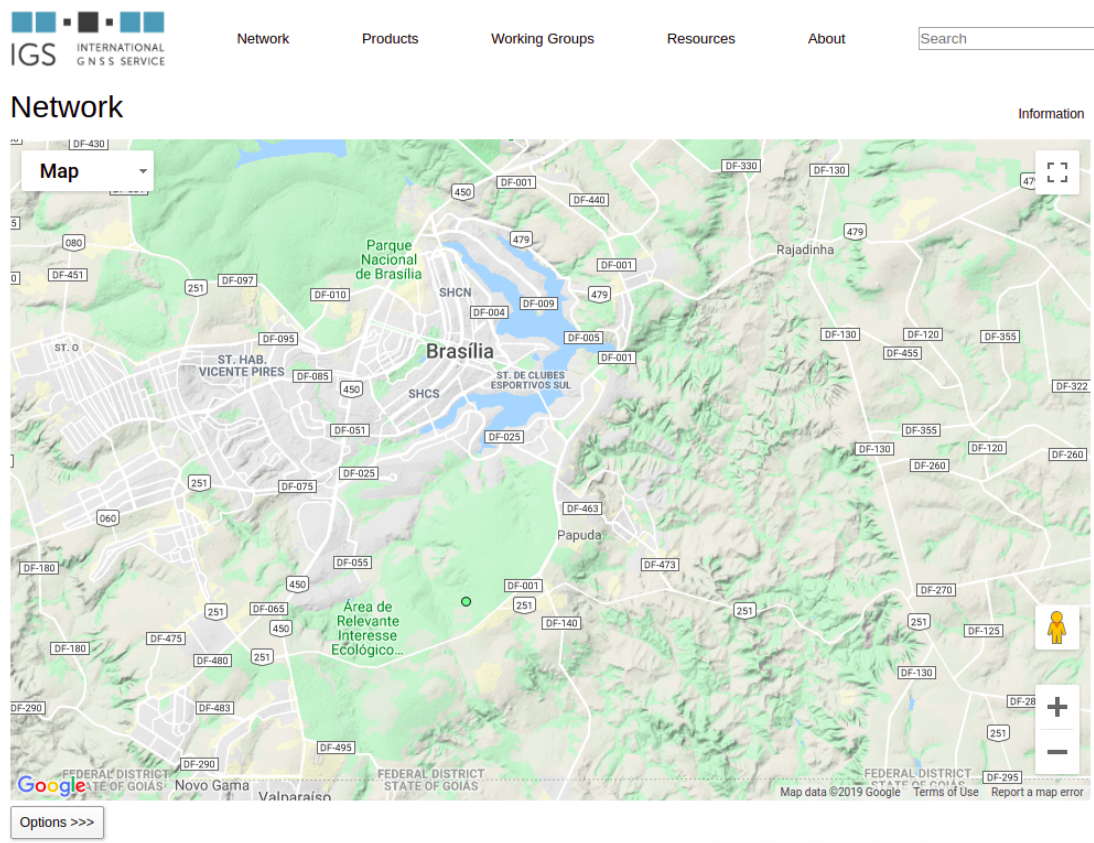 IGS INTERNATIONAL
G N S S SERVICE
Network
Products
Working Groups
Resources
About
Search
Network
Information
Map
DF-430
DF-001
DF-330
DF-130
450
DF-440
080
479
479
Rajadinha
Parque
Nacional
de Brasília
DF-451
251
DF-097
DF-001
DF-010
SHCN
DF-009
479
DF-004
DF-095
DF-005
DF-130
DF-120
DF-355
ST. O
Brasília
DF-001
DF-455
ST. HAB.
VICENTE PIRES
DF-085
ST. DE CLUBES
ESPORTIVOS SUL
450
SHCS
DF-322
DF-051
DF-025
DF-355
DF-130
DF-120
DF-260
DF-260
DF-025
251
DF-075
060
DF-463
Papuda
DF-055
DF-473
DF-180
450
DF-001
DF-270
251
DF-065
Área de
Relevante
Interesse
Ecológico...
251
251
251
450
DF-140
DF-125
DF-475
DF-180
251
DF-480
DF-130
DF-290
DF-483
251
DF-495
DF-290
FEDERAL DISTRICT
STATE OF GOIÁS
FEDERAL DISTRICT
STATE OF GOIÁS
FEDERAL DISTRICT
STATE OF GOIÁS
DF-295
Google
Novo Gama
Valparaíso
Map data ©2019 Google
Terms of Use
Report a map error
Options >>>